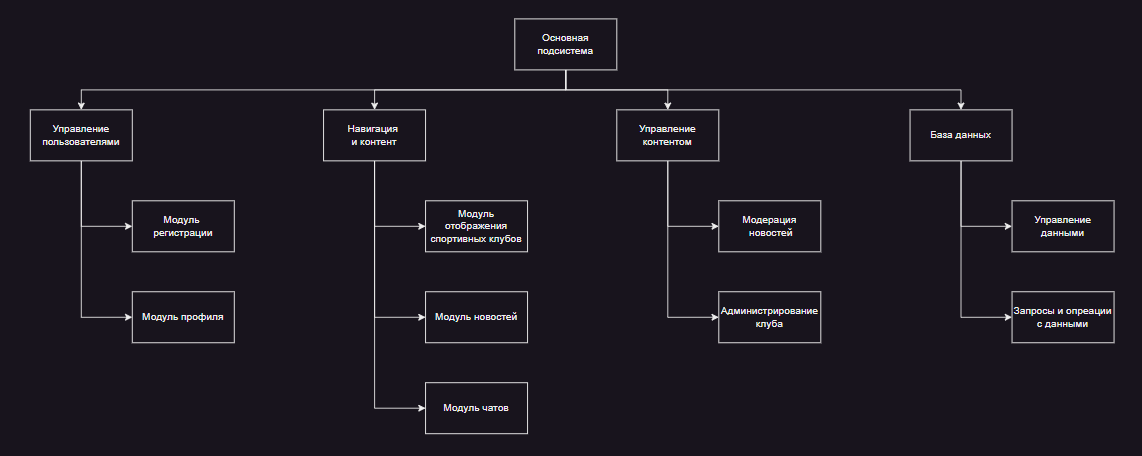 Основная
подсистема
Управление
пользователями
Навигация
и контент
Управление
контентом
База данных
Модуль
регистрации
Модуль
отображения
спортивных клубов
Модерация
новостей
Управление
данными
Модуль профиля
Модуль новостей
Администрирование
клуба
Запросы и опреации
с данными
Модуль чатов